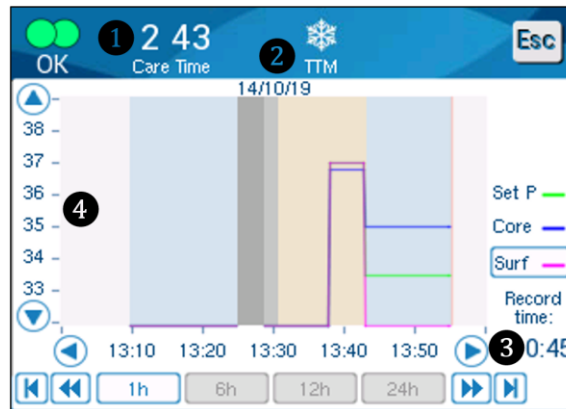 1 2 43
OK Care Time
2 TTM
Esc
14/10/19
38
37
36
4
35
34
33
Set P
Core
Surf
Record
time:
13:10 13:20 13:30 13:40 13:50
3 0:45
1h 6h 12h 24h